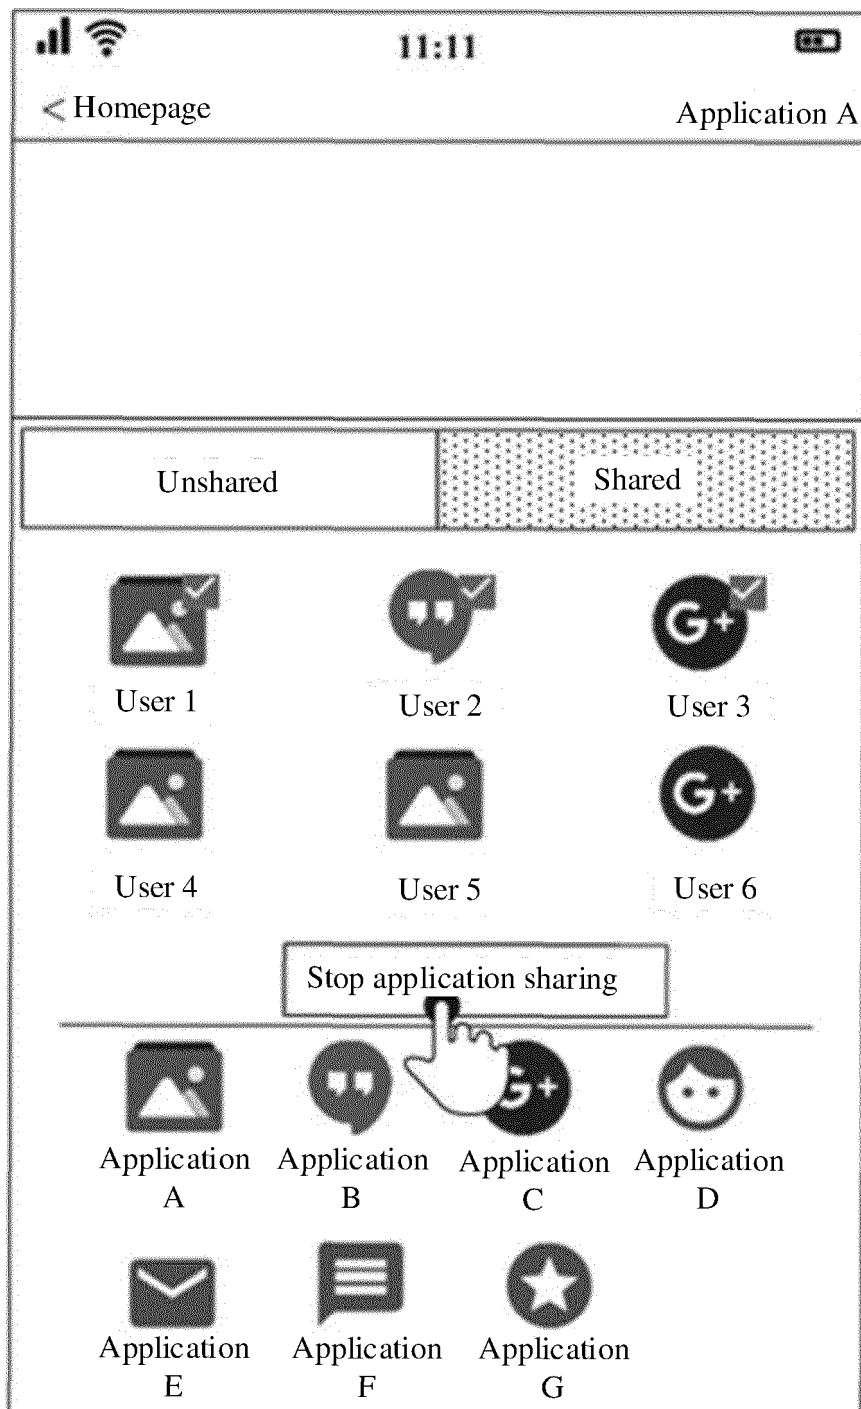 11:11
< Homepage
Application A
Unshared
Shared
G+
User 1
User 2
User 3
G+
User 4
User 5
User 6
Stop application sharing
G+
Application A
Application B
Application C
Application D
Application E
Application F
Application G